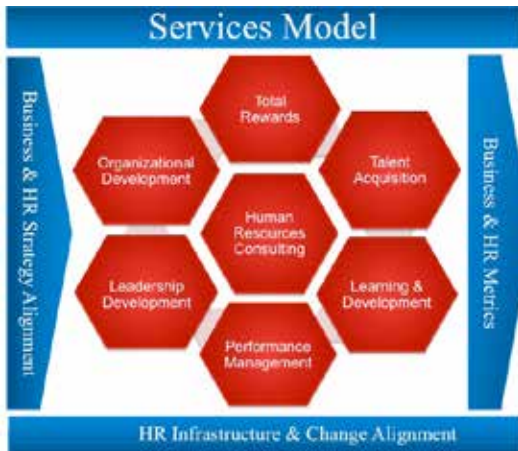 Services Model
Business & HR Strategy Alignment
Total
Rewards
Organizational
Development
Talent
Acquisition
Human
Resources
Consulting
Leadership
Development
Learning &
Development
Performance
Management
Business & HR Metrics
HR Infrastructure & Change Alignment